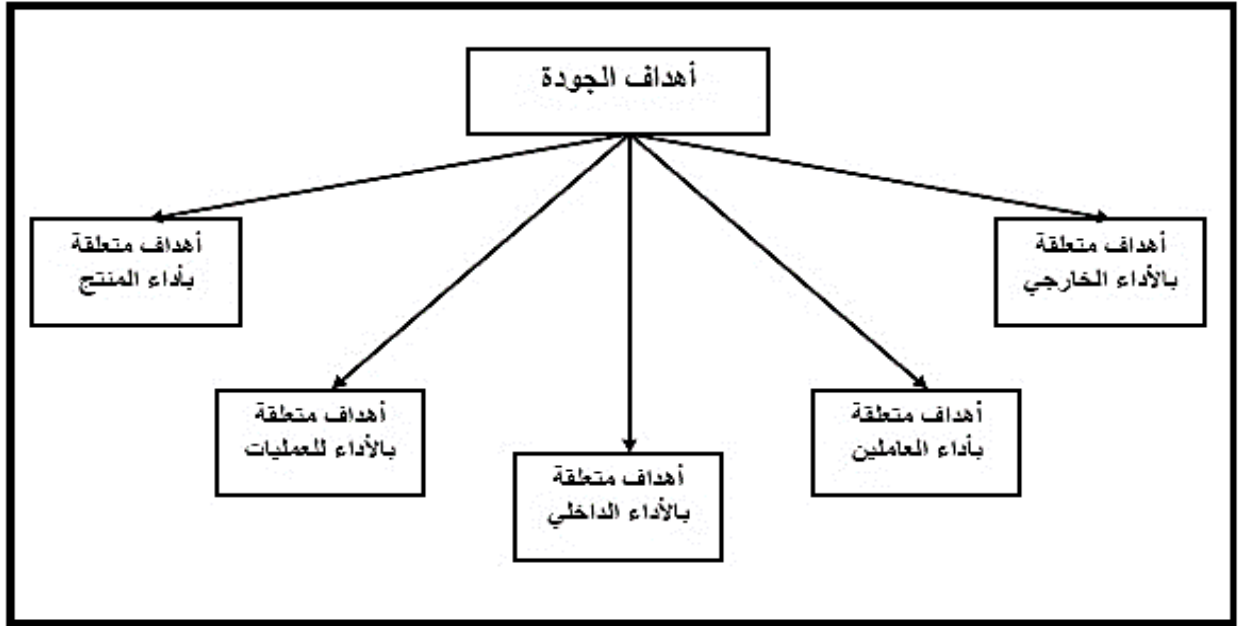 أهداف الجودة
أهداف متعلقة
بالأداء الخارجي
أهداف متعلقة
بأداء المنتج
أهداف متعلقة
بأداء العاملين
أهداف متعلقة
بالأداء للعمليات
أهداف متعلقة
بالأداء الداخلي